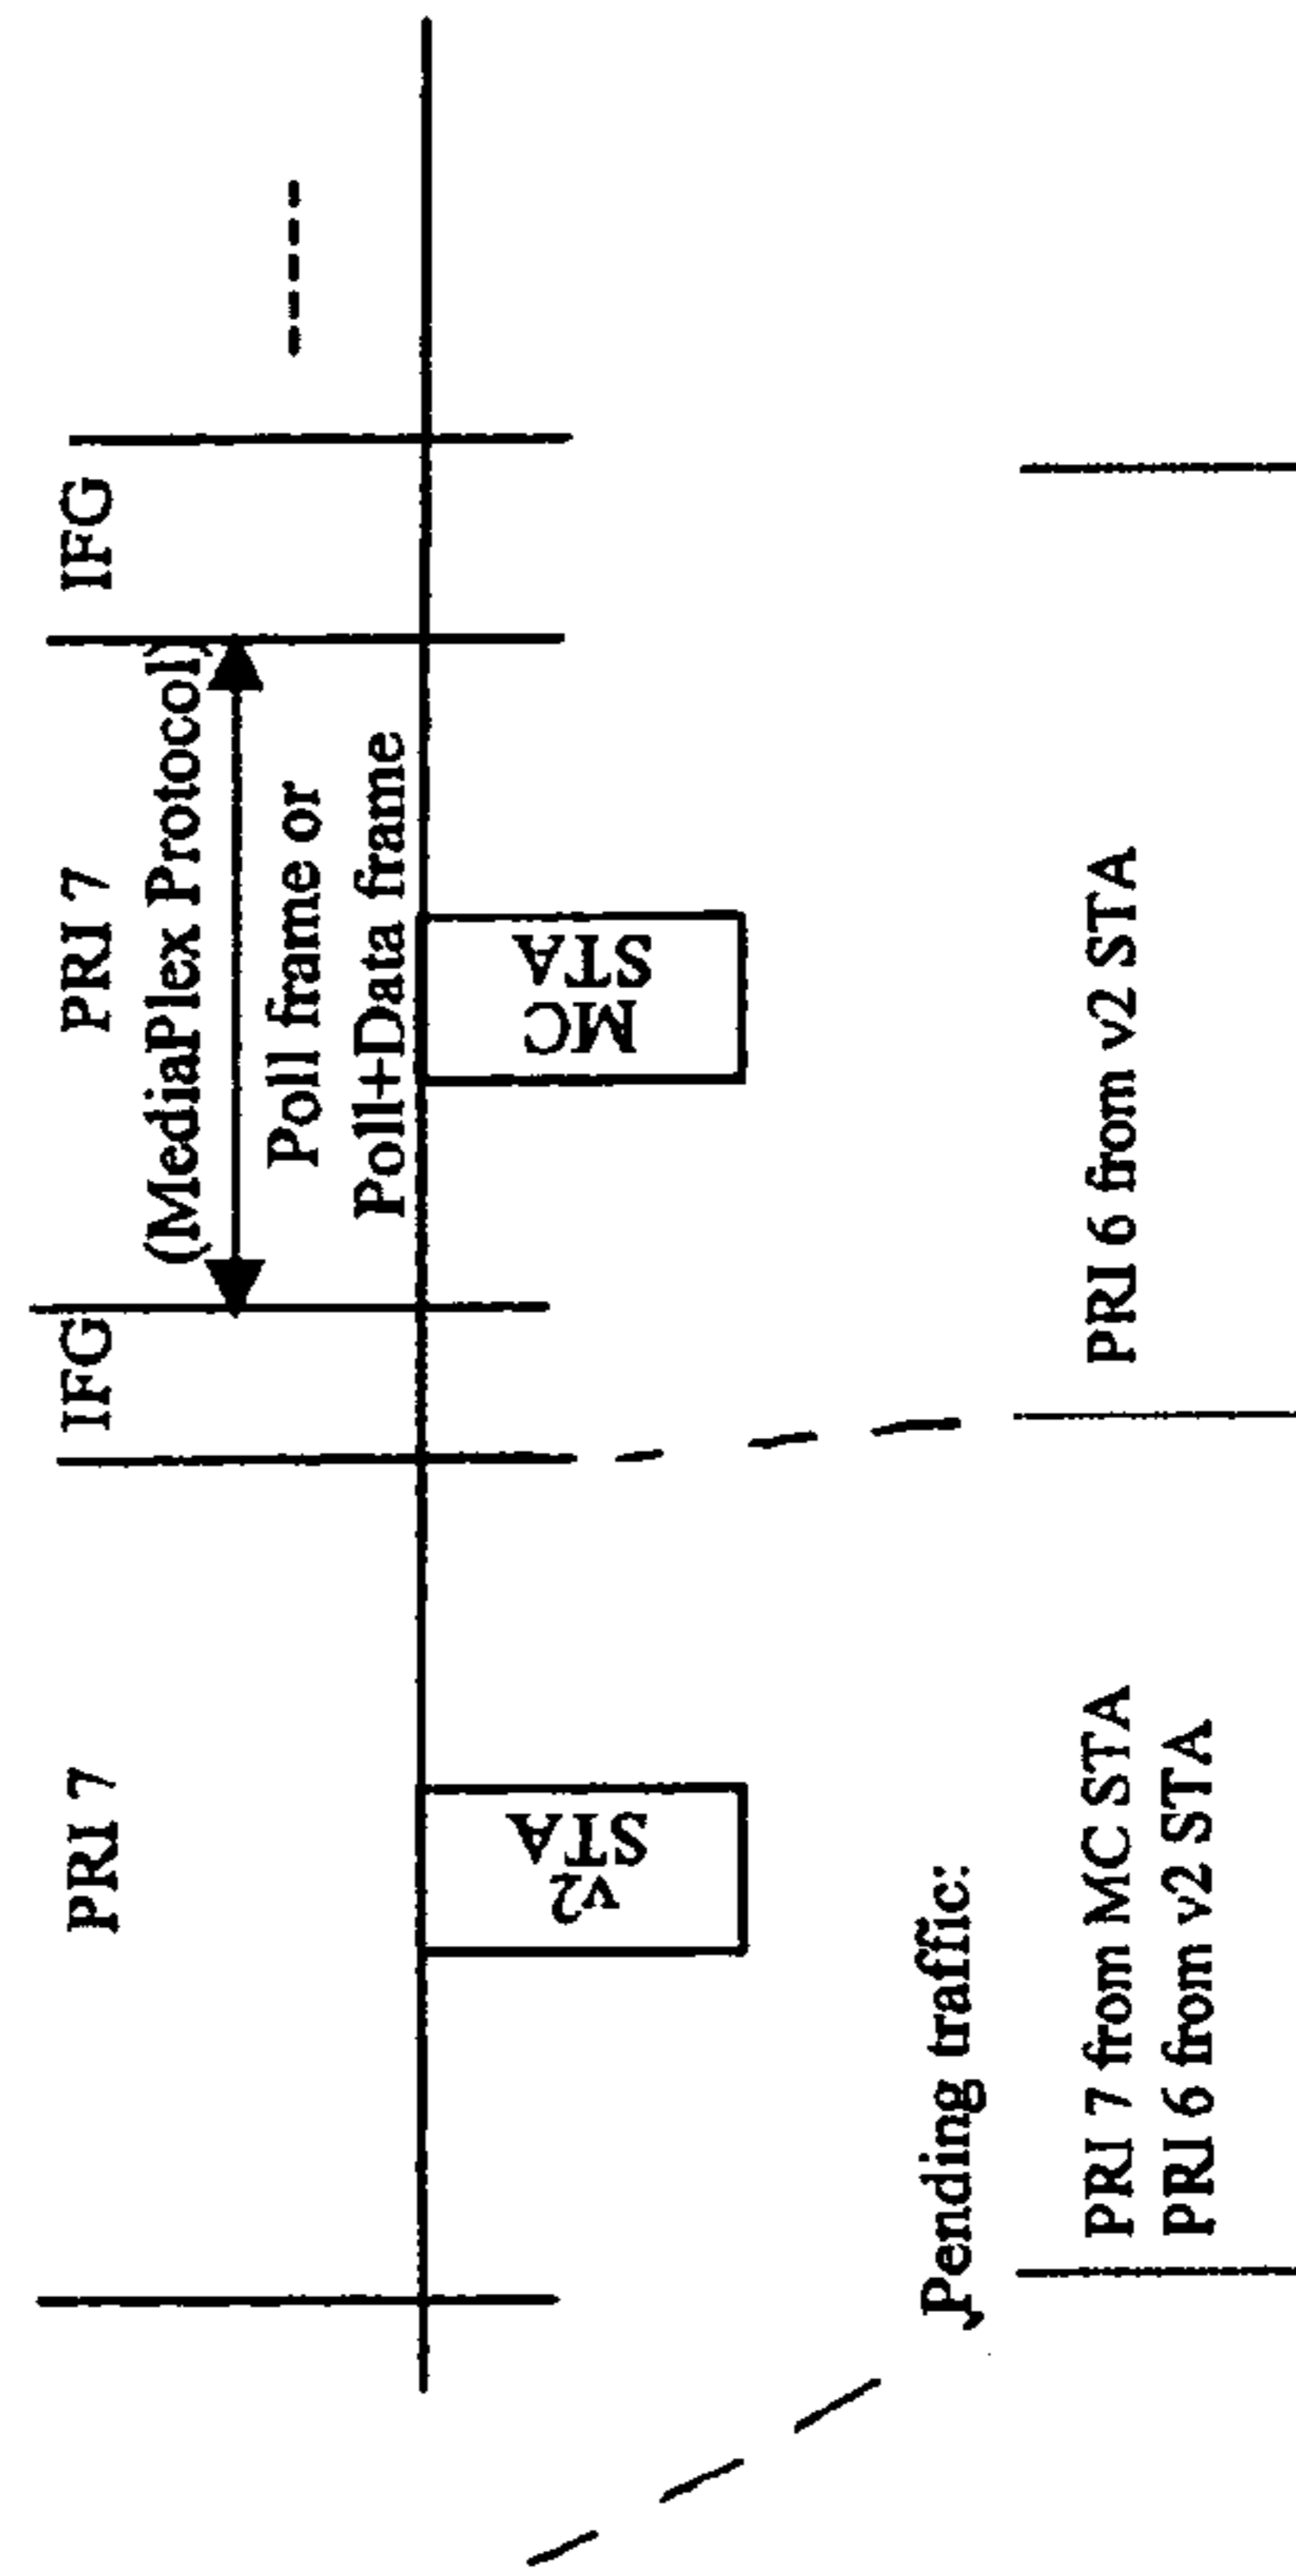 PRI 7
IFG
PRI 7
IFG
(MediaPlex Protocol)
Poll frame or
Poll+Data frame
v2
STA
MC
STA
Pending traffic:
PRI 7 from MC STA
PRI 6 from v2 STA
PRI 6 from v2 STA